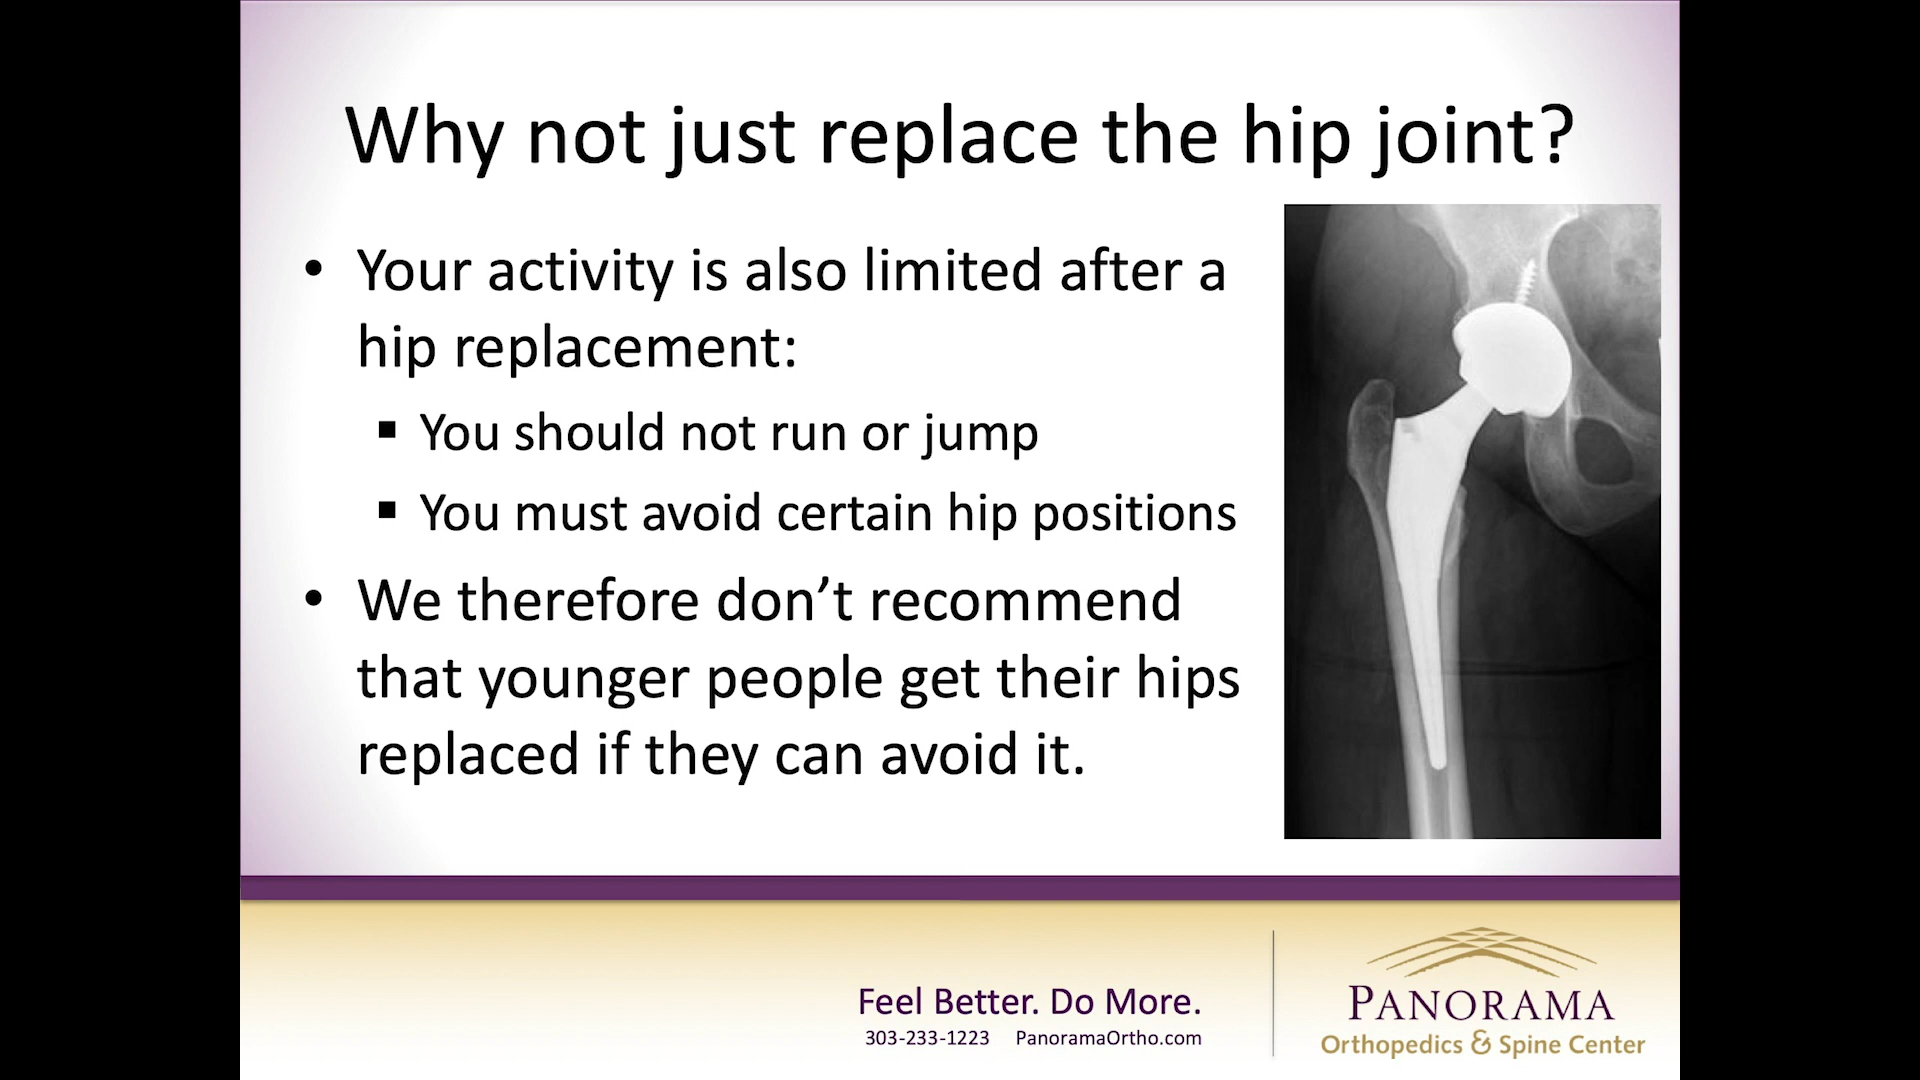 Why not just replace the hip joint?
• Your activity is also limited after a
hip replacement:
▪ You should not run or jump
▪ You must avoid certain hip positions
• We therefore don’t recommend
that younger people get their hips
replaced if they can avoid it.
Feel Better. Do More.
303-233-1223 PanoramaOrtho.com
PANORAMA
Orthopedics & Spine Center